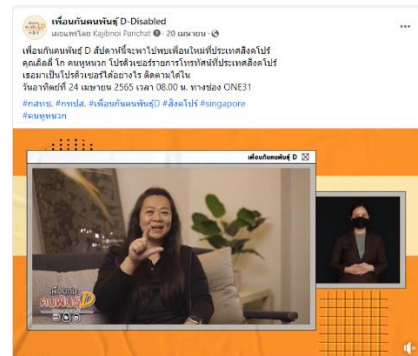 เพื่อนกันคนพันธุ์ D-Disabled
เผยแพร่โดย Kajibnoi Parichat · 20 เมษายน ·
เพื่อนกันคนพันธุ์ D สัปดาห์นี้จะพาไปพบเพื่อนใหม่ที่ประเทศสิงคโปร์
คุณลิลลี่ โก คนหูหนวก โปรดิวเซอร์รายการโทรทัศน์ที่ประเทศสิงคโปร์
เธอมาเป็นโปรดิวเซอร์ได้อย่างไร ติดตามได้ใน
วันอาทิตย์ที่ 24 เมษายน 2565 เวลา 08.00 น. ทางช่อง ONE31
#กสทช. #กทปส. #เพื่อนกันคนพันธุ์D #สิงคโปร์ #singapore
#คนหูหนวก
เพื่อนกันคนพันธุ์ D
เพื่อนกัน
คนพันธุ์ D